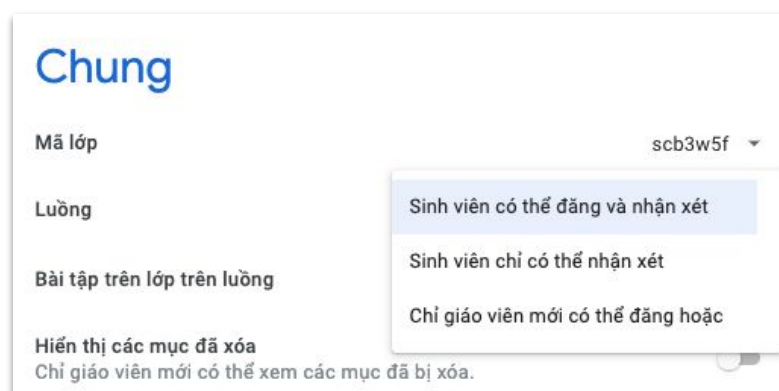 Chung
Mã lớp
scb3w5f
Luồng
Sinh viên có thể đăng và nhận xét
Sinh viên chỉ có thể nhận xét
Bài tập trên lớp trên luồng
Chỉ giáo viên mới có thể đăng hoặc
Hiển thị các mục đã xóa
Chỉ giáo viên mới có thể xem các mục đã bị xóa.